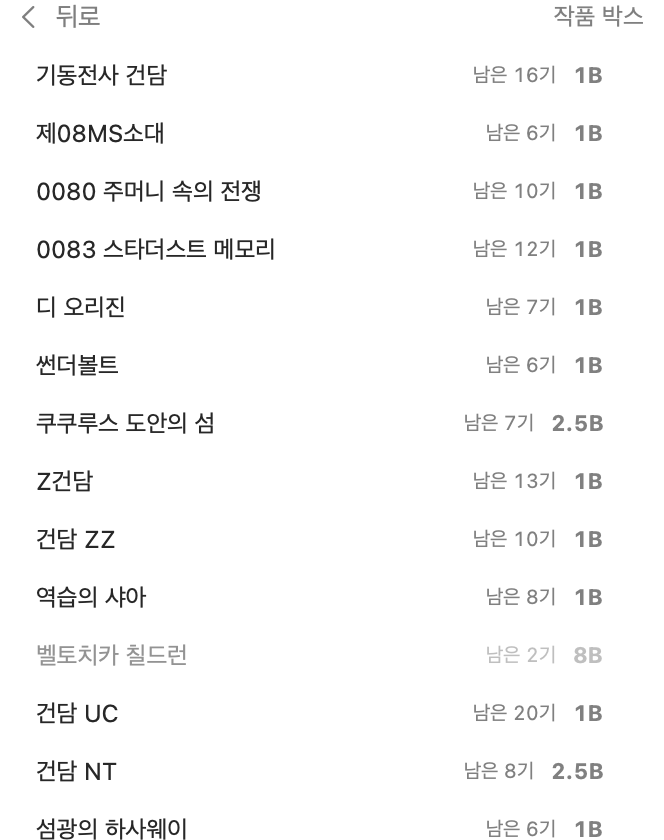 뒤로 작품 박스
기동전사 건담 남은 16기 1B
제08MS소대 남은 6기 1B
0080 주머니 속의 전쟁 남은 10기 1B
0083 스타더스트 메모리 남은 12기 1B
디 오리진 남은 7기 1B
썬더볼트 남은 6기 1B
쿠쿠루스 도안의 섬 남은 7기 2.5B
Z건담 남은 13기 1B
건담 ZZ 남은 10기 1B
역습의 샤아 남은 8기 1B
벨토치카 칠드런 남은 2기 8B
건담 UC 남은 20기 1B
건담 NT 남은 8기 2.5B
섬광의 하사웨이 남은 6기 1B